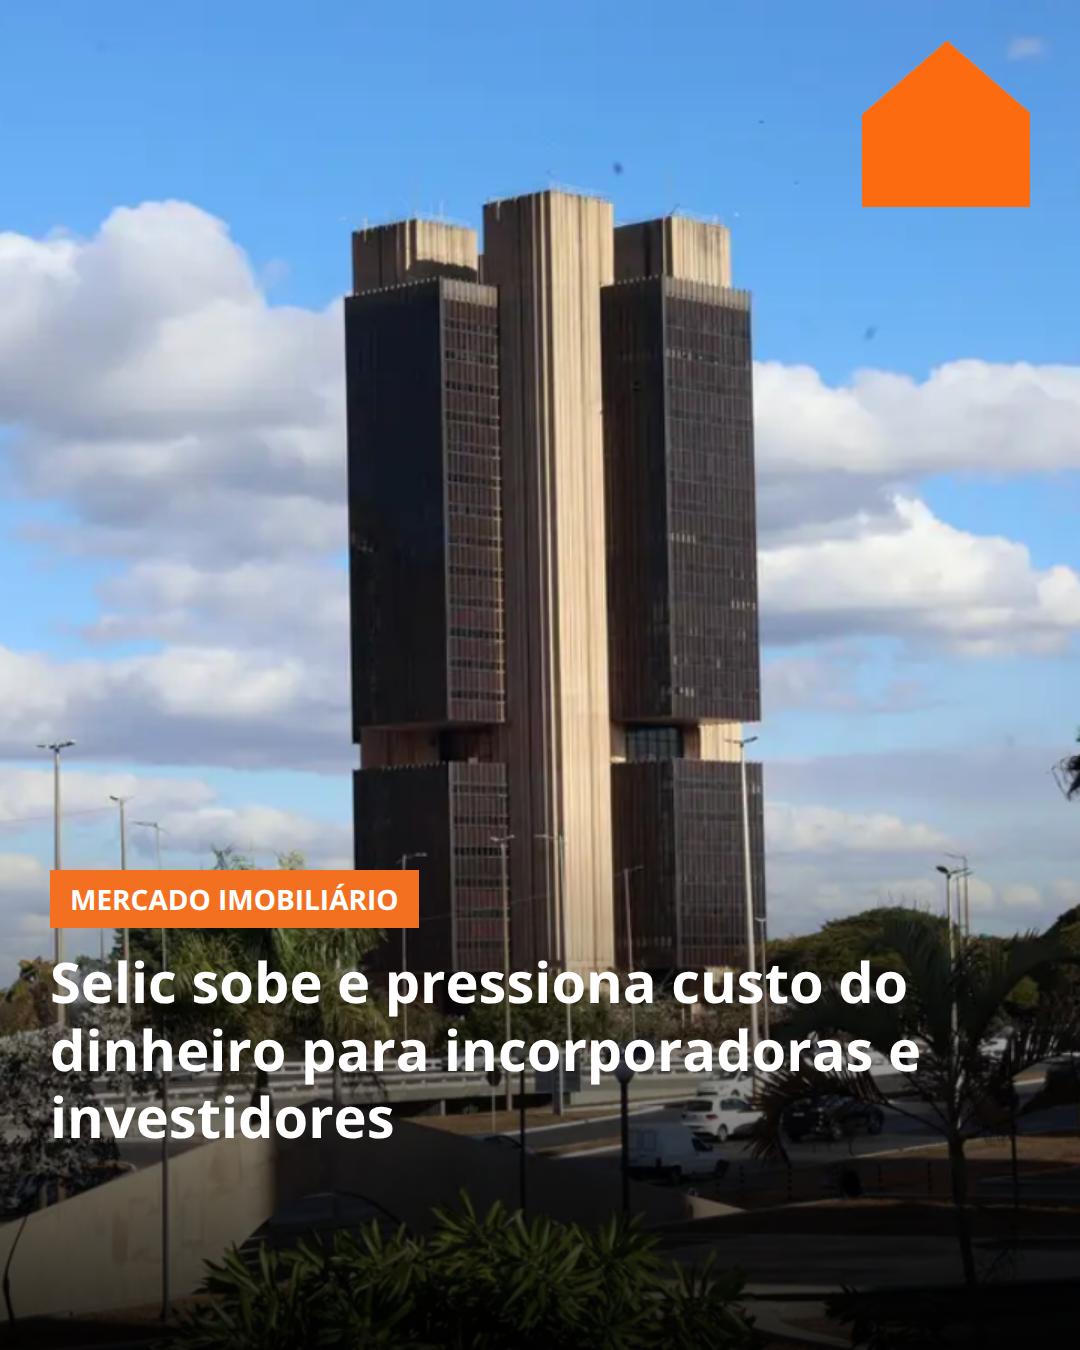 MERCADO IMOBILIÁRIO
Selic sobe e pressiona custo do
dinheiro para incorporadoras e
investidores